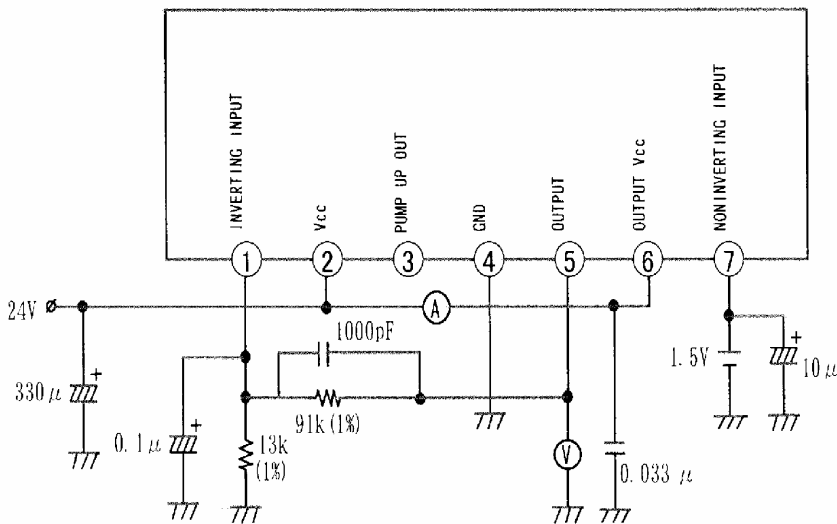 INVERTING INPUT
Vcc
PUMP UP OUT
GND
OUTPUT
OUTPUT Vcc
NONINVERTING INPUT
1
2
3
4
5
6
7
24V
A
1000pF
330μ
+
0.1μ
+
91k(1%)
13k
(1%)
V
0.033μ
1.5V
+
10μ